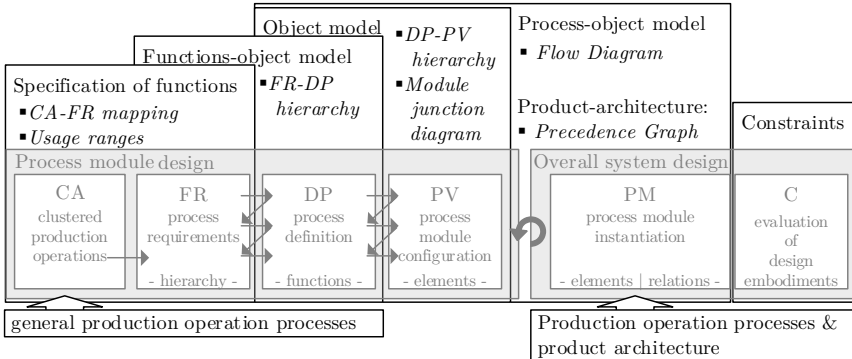 Object model
Process-object model
▪ Flow Diagram
Functions-object model
▪ DP-PV
hierarchy
▪ Module
junction
diagram
Specification of functions
▪ CA-FR mapping
▪ Usage ranges
▪ FR-DP
hierarchy
Product-architecture:
▪ Precedence Graph
Constraints
Process module design
Overall system design
CA
clustered
production
operations
FR
process
requirements
- hierarchy -
DP
process
definition
- functions -
PV
process
module
configuration
- elements -
PM
process module
instantiation
- elements | relations -
C
evaluation
of
design
embodiments
general production operation processes
Production operation processes &
product architecture